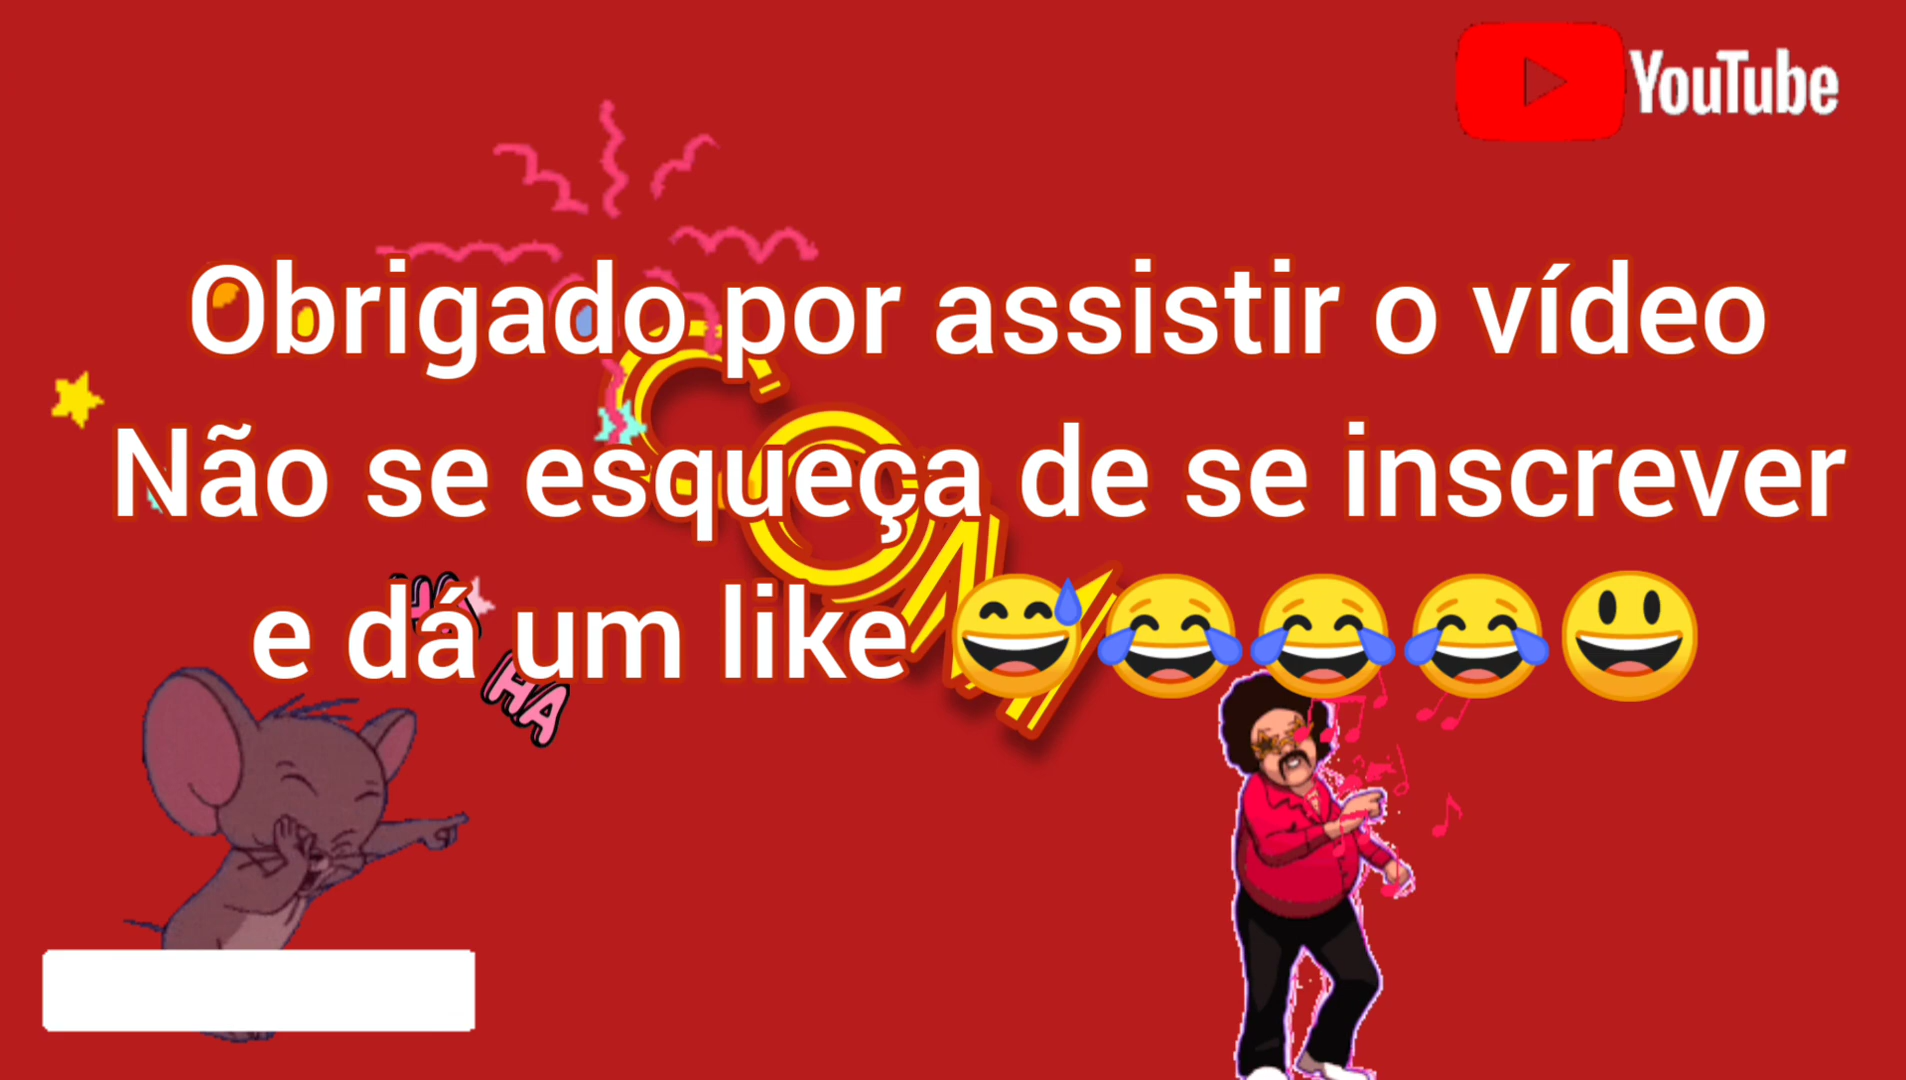 YouTube
Obrigado por assistir o vídeo
Não se esqueça de se inscrever
e dá um like 😅😂😂😂😃
HA